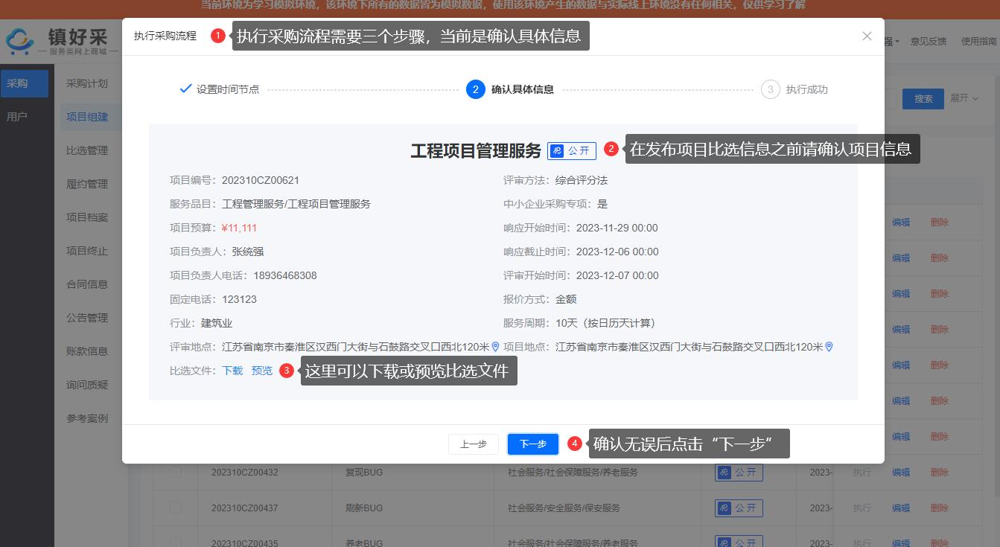 当前环境为学习模拟环境，该环境下所有的数据皆为模拟数据，使用该环境产生的数据与实际线上环境没有任何相关，仅供学习了解
镇好采
服务类网上商城
强
意见反馈
使用指南
采购
用户
采购计划
项目组建
比选管理
履约管理
项目档案
项目终止
合同信息
公告管理
账款信息
询问质疑
参考案例
搜索
展开
执行采购流程
1 执行采购流程需要三个步骤，当前是确认具体信息
设置时间节点
2 确认具体信息
3 执行成功
工程项目管理服务 公开
2 在发布项目比选信息之前请确认项目信息
项目编号：202310CZ00621
评审方法：综合评分法
服务品目：工程管理服务/工程项目管理服务
中小企业采购专项：是
项目预算：¥11,111
响应开始时间：2023-11-29 00:00
项目负责人：张统强
响应截止时间：2023-12-06 00:00
项目负责人电话：18936468308
评审开始时间：2023-12-07 00:00
固定电话：123123
报价方式：金额
行业：建筑业
服务周期：10天（按日历天计算）
评审地点：江苏省南京市秦淮区汉西门大街与石鼓路交叉口西北120米
项目地点：江苏省南京市秦淮区汉西门大街与石鼓路交叉口西北120米
比选文件：下载 预览
3 这里可以下载或预览比选文件
上一步
下一步
4 确认无误后点击“下一步”
编辑 删除
编辑 删除
编辑 删除
编辑 删除
编辑 删除
编辑 删除
编辑 删除
202310CZ00432 复现BUG 社会服务/社会保障服务/养老服务 公开 2023- 执行 编辑 删除
202310CZ00437 刷新BUG 社会服务/安全服务/保安服务 公开 2023- 执行 编辑 删除
202310CZ00435 养老BUG 社会服务/社会保障服务/养老服务 公开 2023- 执行 编辑 删除